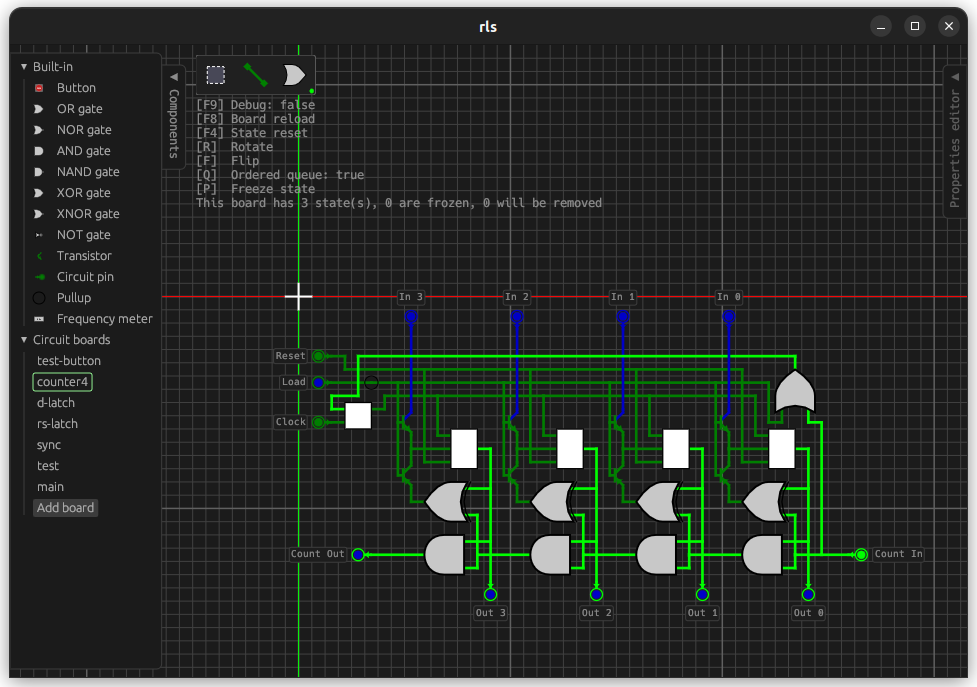 rls
Built-in
Button
OR gate
NOR gate
AND gate
NAND gate
XOR gate
XNOR gate
NOT gate
Transistor
Circuit pin
Pullup
Frequency meter
Circuit boards
test-button
counter4
d-latch
rs-latch
sync
test
main
Add board
Components
[F9] Debug: false
[F8] Board reload
[F4] State reset
[R] Rotate
[F] Flip
[Q] Ordered queue: true
[P] Freeze state
This board has 3 state(s), 0 are frozen, 0 will be removed
Properties editor
In 3
In 2
In 1
In 0
Reset
Load
Clock
Count Out
Count In
Out 3
Out 2
Out 1
Out 0